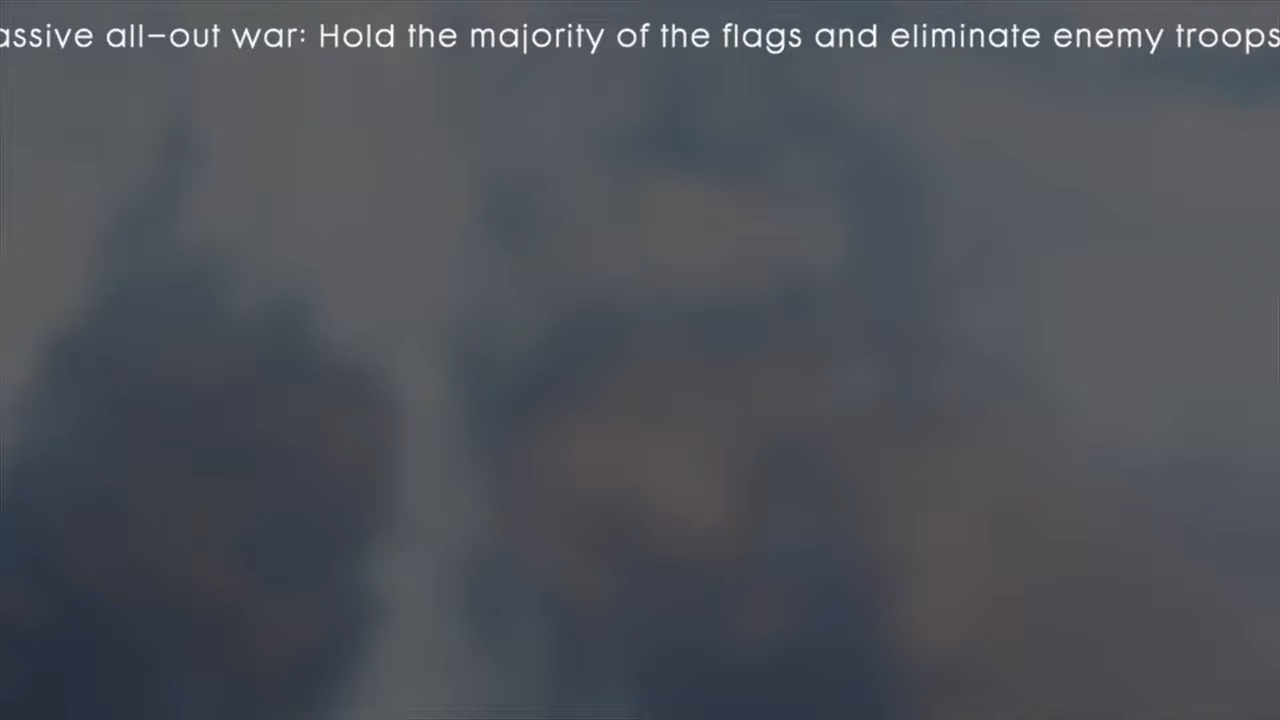 assive all-out war: Hold the majority of the flags and eliminate enemy troops